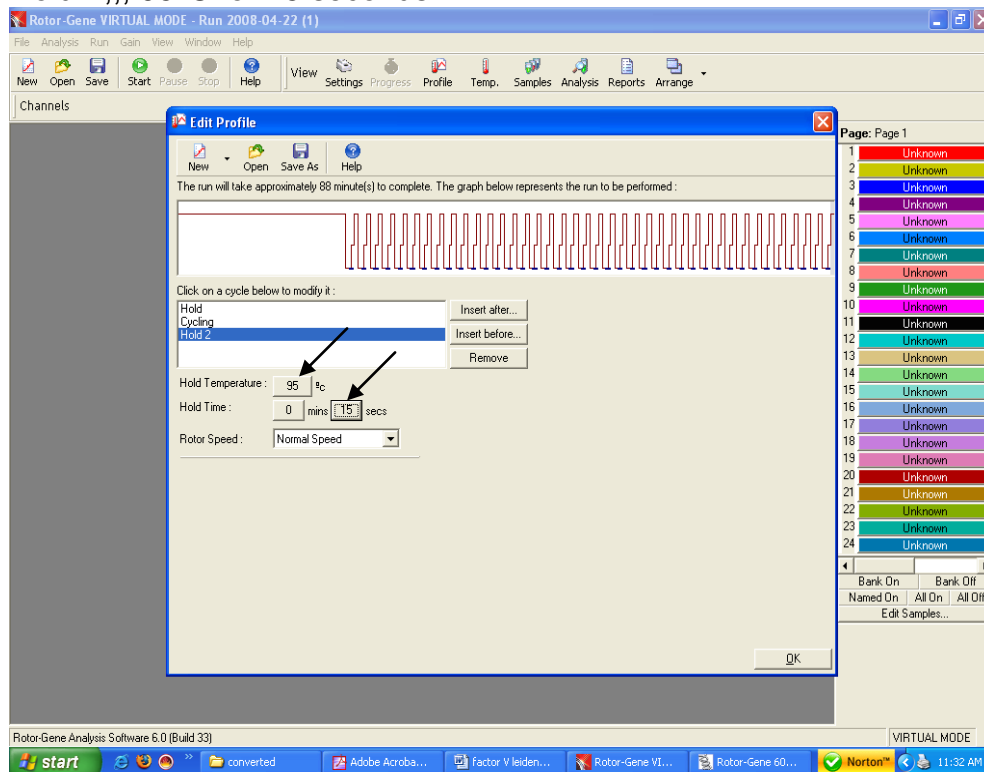 Rotor-Gene VIRTUAL MODE - Run 2008-04-22 (1)
File Analysis Run Gain View Window Help
New Open Save Start Pause Stop Help View Settings Progress Profile Temp. Samples Analysis Reports Arrange
Channels
Edit Profile
New Open Save As Help
The run will take approximately 88 minute(s) to complete. The graph below represents the run to be performed :
Click on a cycle below to modify it :
Hold
Cycling
Hold 2
Insert after...
Insert before...
Remove
Hold Temperature : 95 ºc
Hold Time : 0 mins 15 secs
Rotor Speed : Normal Speed
OK
Page: Page 1
1 Unknown
2 Unknown
3 Unknown
4 Unknown
5 Unknown
6 Unknown
7 Unknown
8 Unknown
9 Unknown
10 Unknown
11 Unknown
12 Unknown
13 Unknown
14 Unknown
15 Unknown
16 Unknown
17 Unknown
18 Unknown
19 Unknown
20 Unknown
21 Unknown
22 Unknown
23 Unknown
24 Unknown
Bank On Bank Off
Named On All On All Off
Edit Samples...
Rotor-Gene Analysis Software 6.0 (Build 33) VIRTUAL MODE
start converted Adobe Acroba... factor V leiden... Rotor-Gene VI... Rotor-Gene 60... Norton™ 11:32 AM